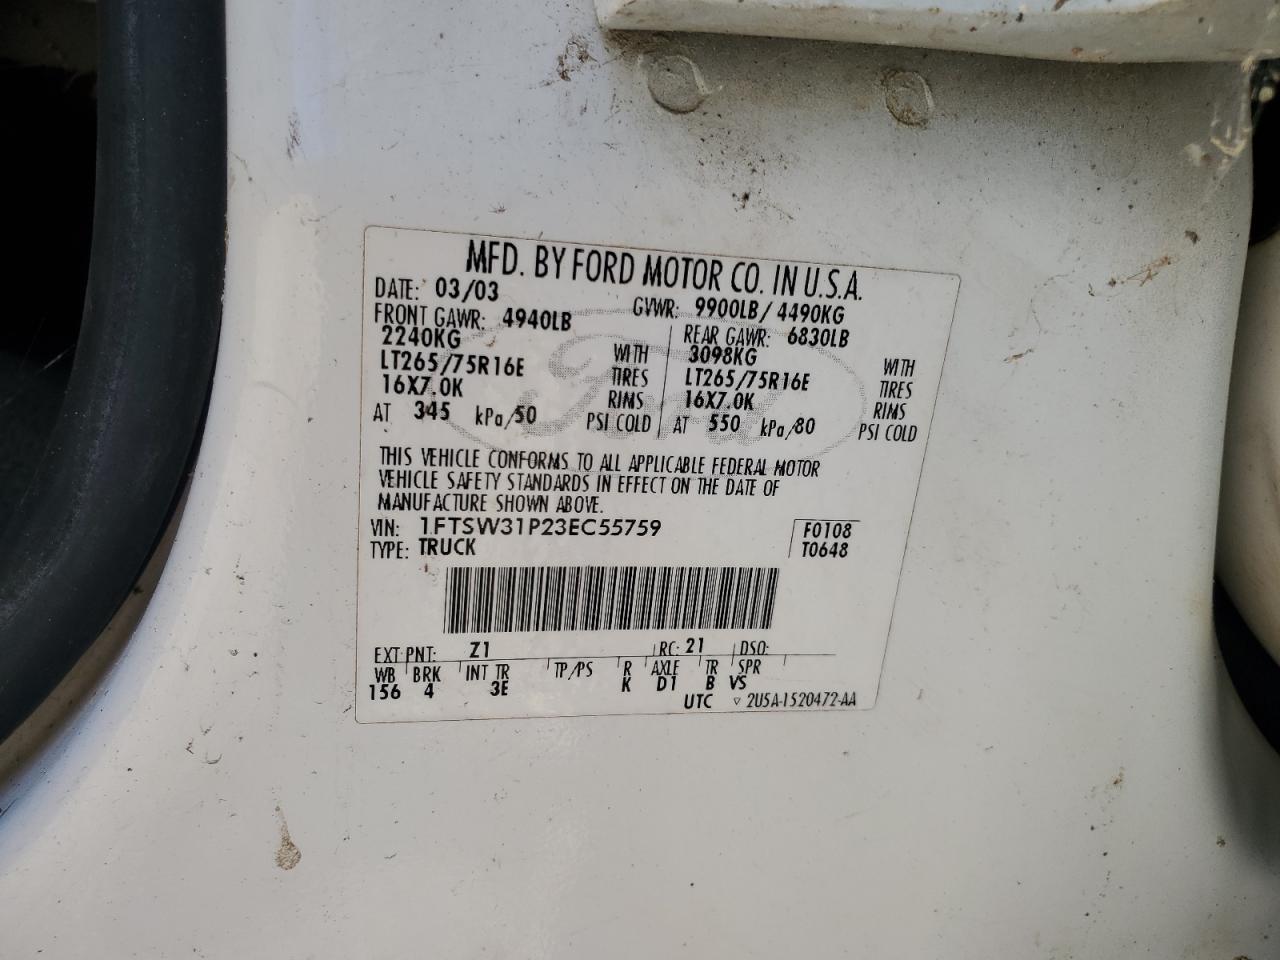 MFD. BY FORD MOTOR CO. IN U.S.A.
DATE: 03/03 GVWR: 9900LB/ 4490KG
FRONT GAWR: 4940LB REAR GAWR: 6830LB
2240KG WITH 3098KG WITH
LT265/75R16E TIRES LT265/75R16E TIRES
16X7.0K RIMS 16X7.0K RIMS
AT 345 kPa/50 PSI COLD AT 550 kPa/80 PSI COLD
Ford
THIS VEHICLE CONFORMS TO ALL APPLICABLE FEDERAL MOTOR
VEHICLE SAFETY STANDARDS IN EFFECT ON THE DATE OF
MANUFACTURE SHOWN ABOVE.
VIN: 1FTSW31P23EC55759 F0108
TYPE: TRUCK T0648
EXT PNT: Z1 RC: 21 DSO:
WB BRK INT TR TP/PS R AXLE TR SPR
156 4 3E K D1 B VS
UTC ▽ 2U5A-1520472-AA